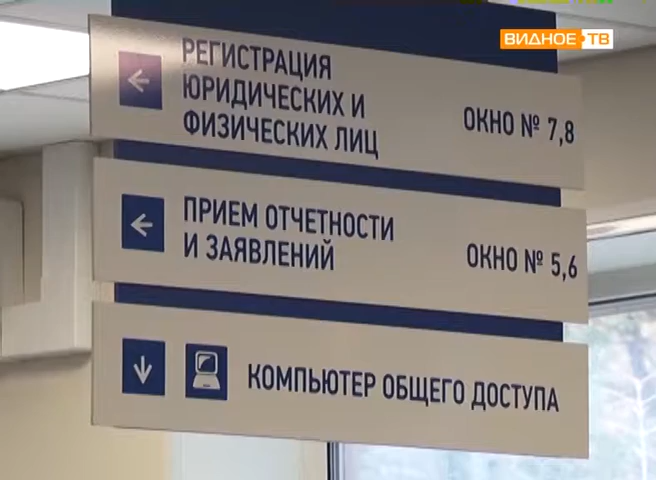 ВИДНОЕ ТВ
РЕГИСТРАЦИЯ
ЮРИДИЧЕСКИХ И
ФИЗИЧЕСКИХ ЛИЦ
ОКНО № 7,8
ПРИЕМ ОТЧЕТНОСТИ
И ЗАЯВЛЕНИЙ
ОКНО № 5,6
КОМПЬЮТЕР ОБЩЕГО ДОСТУПА